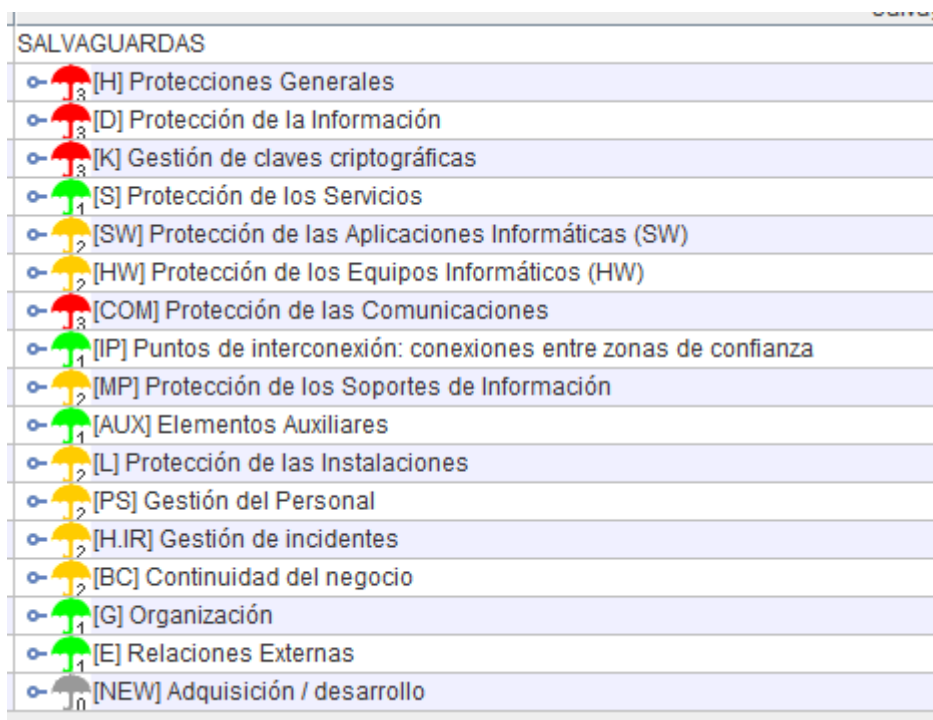 SALVAGUARDAS
3 [H] Protecciones Generales
3 [D] Protección de la Información
3 [K] Gestión de claves criptográficas
1 [S] Protección de los Servicios
2 [SW] Protección de las Aplicaciones Informáticas (SW)
2 [HW] Protección de los Equipos Informáticos (HW)
3 [COM] Protección de las Comunicaciones
1 [IP] Puntos de interconexión: conexiones entre zonas de confianza
2 [MP] Protección de los Soportes de Información
1 [AUX] Elementos Auxiliares
2 [L] Protección de las Instalaciones
2 [PS] Gestión del Personal
2 [H.IR] Gestión de incidentes
2 [BC] Continuidad del negocio
1 [G] Organización
1 [E] Relaciones Externas
0 [NEW] Adquisición / desarrollo